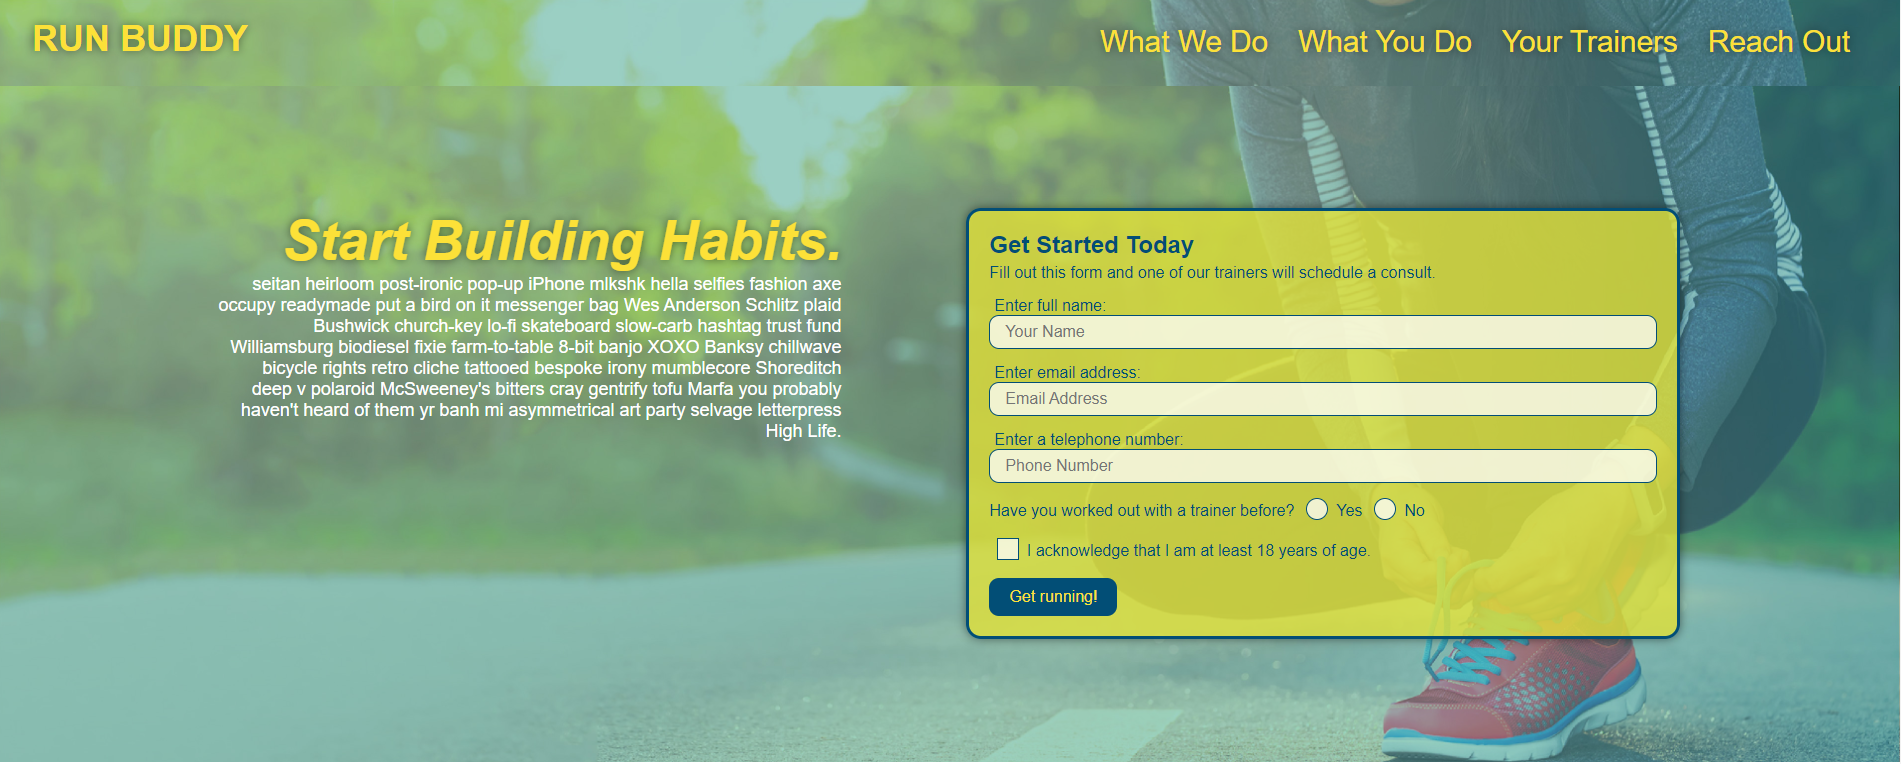 RUN BUDDY
What We Do
What You Do
Your Trainers
Reach Out
Start Building Habits.
seitan heirloom post-ironic pop-up iPhone mlkshk hella selfies fashion axe
occupy readymade put a bird on it messenger bag Wes Anderson Schlitz plaid
Bushwick church-key lo-fi skateboard slow-carb hashtag trust fund
Williamsburg biodiesel fixie farm-to-table 8-bit banjo XOXO Banksy chillwave
bicycle rights retro cliche tattooed bespoke irony mumblecore Shoreditch
deep v polaroid McSweeney's bitters cray gentrify tofu Marfa you probably
haven't heard of them yr banh mi asymmetrical art party selvage letterpress
High Life.
Get Started Today
Fill out this form and one of our trainers will schedule a consult.
Enter full name:
Your Name
Enter email address:
Email Address
Enter a telephone number:
Phone Number
Have you worked out with a trainer before? Yes No
I acknowledge that I am at least 18 years of age.
Get running!